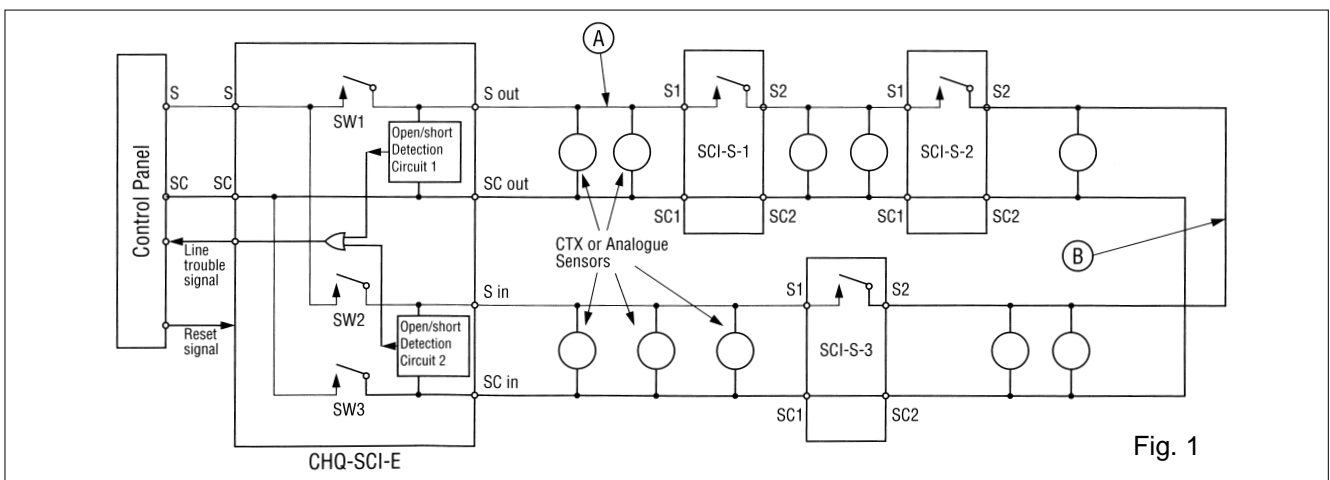 A
S
S
S out
S1
S2
S1
S2
SW1
Open/short
Detection
Circuit 1
SCI-S-1
SCI-S-2
Control Panel
SC
SC
SC out
SC1
SC2
SC1
SC2
Line
trouble
signal
CTX or Analogue
Sensors
B
SW2
S in
S1
S2
Reset
signal
Open/short
Detection
Circuit 2
SCI-S-3
SC in
SW3
SC1
SC2
CHQ-SCI-E
Fig. 1